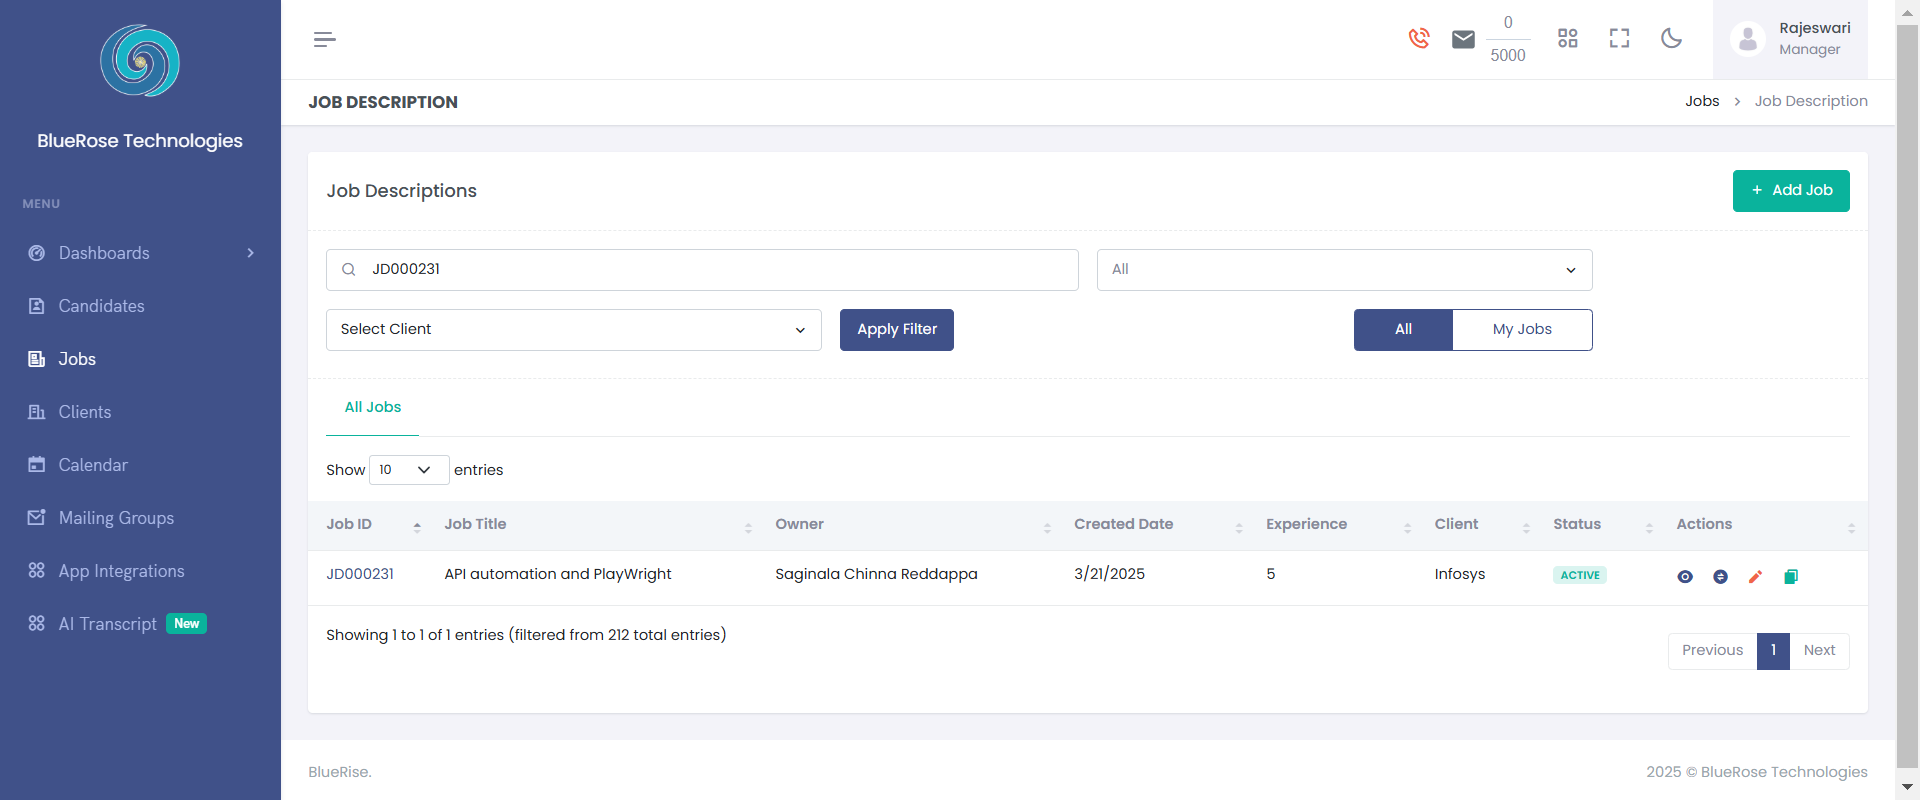 BlueRose Technologies
MENU
Dashboards
Candidates
Jobs
Clients
Calendar
Mailing Groups
App Integrations
AI Transcript New
0
5000
Rajeswari
Manager
JOB DESCRIPTION
Jobs > Job Description
Job Descriptions
+ Add Job
JD000231
All
Select Client
Apply Filter
All
My Jobs
All Jobs
Show 10 entries
Job ID Job Title Owner Created Date Experience Client Status Actions
JD000231 API automation and PlayWright Saginala Chinna Reddappa 3/21/2025 5 Infosys ACTIVE
Showing 1 to 1 of 1 entries (filtered from 212 total entries)
Previous 1 Next
BlueRise.
2025 © BlueRose Technologies